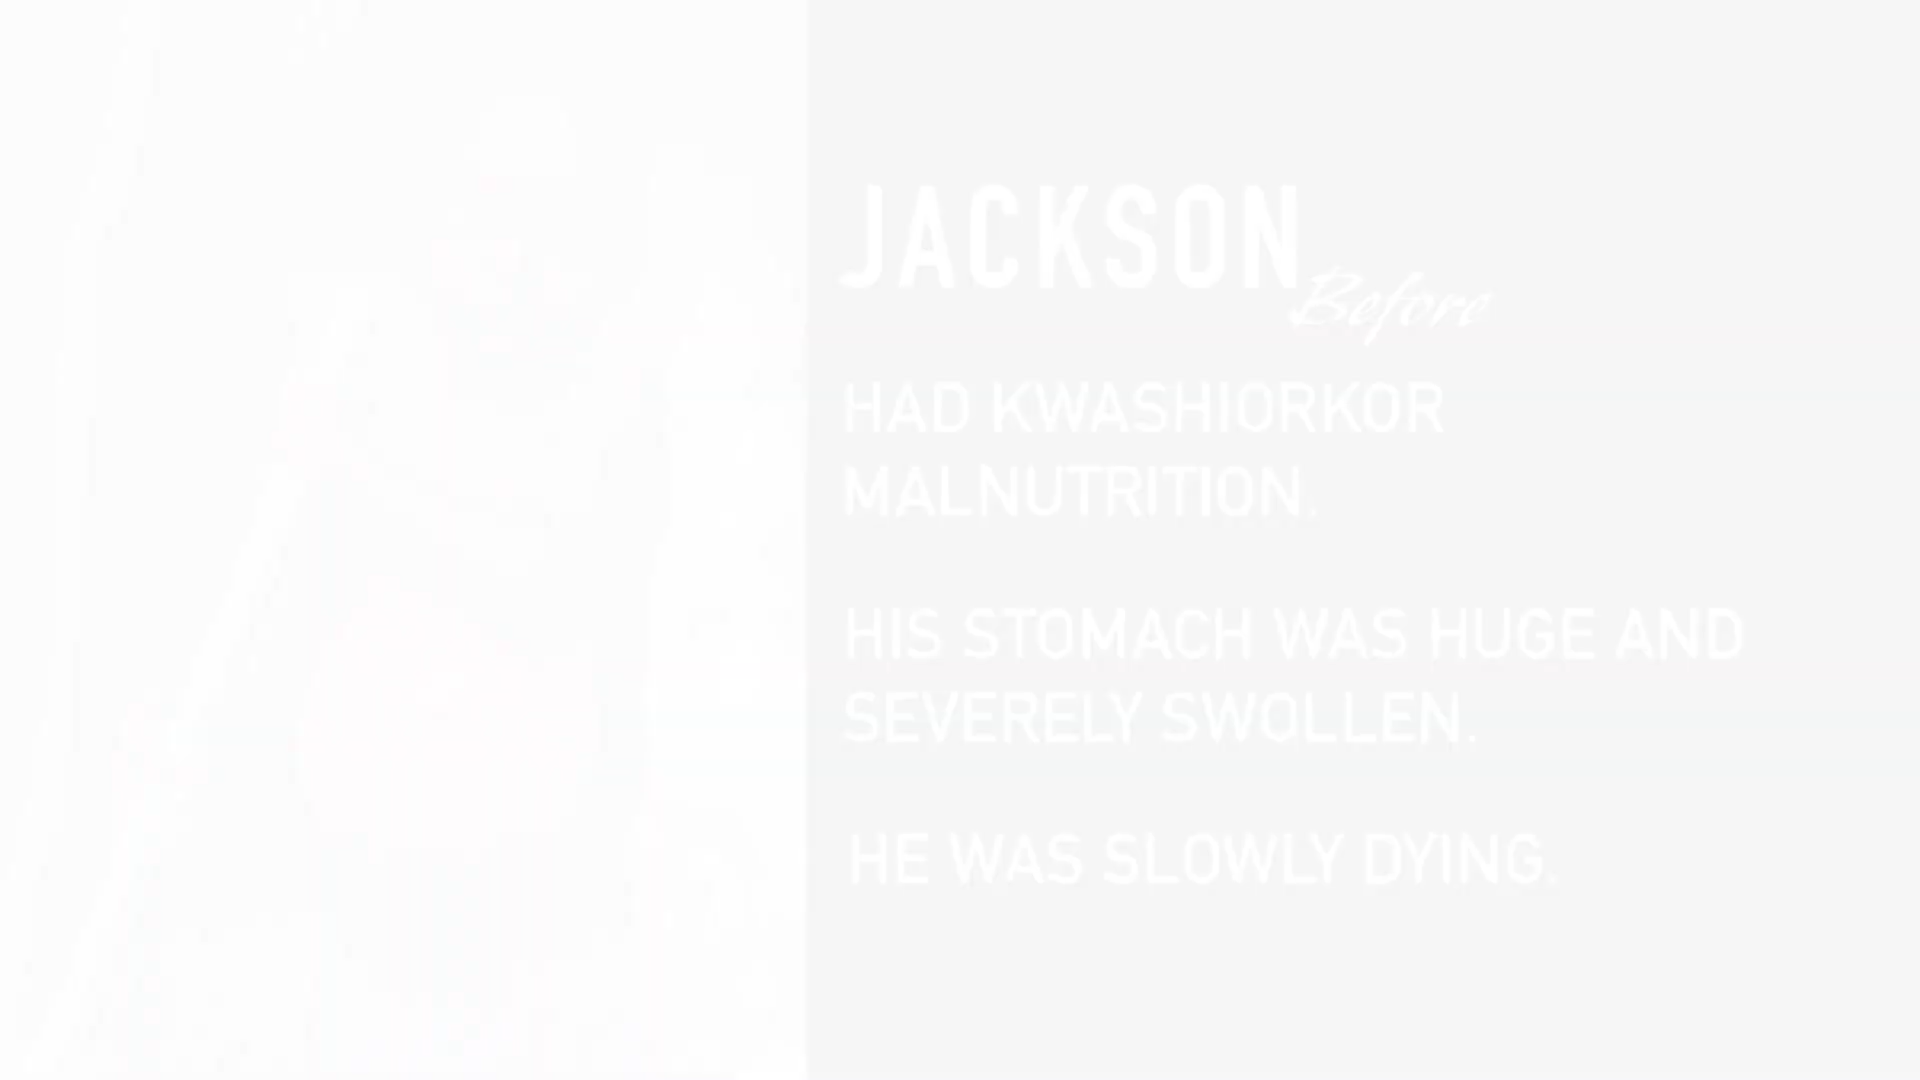 JACKSON
Before
HAD KWASHIORKOR
MALNUTRITION.
HIS STOMACH WAS HUGE AND
SEVERELY SWOLLEN.
HE WAS SLOWLY DYING.